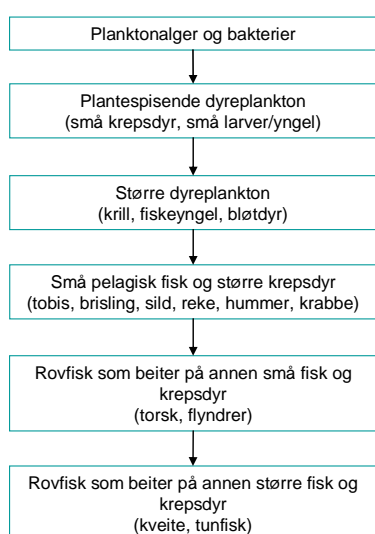 Planktonalger og bakterier
Plantespisende dyreplankton
(små krepsdyr, små larver/yngel)
Større dyreplankton
(krill, fiskeyngel, bløtdyr)
Små pelagisk fisk og større krepsdyr
(tobis, brisling, sild, reke, hummer, krabbe)
Rovfisk som beiter på annen små fisk og
krepsdyr
(torsk, flyndrer)
Rovfisk som beiter på annen større fisk og
krepsdyr
(kveite, tunfisk)